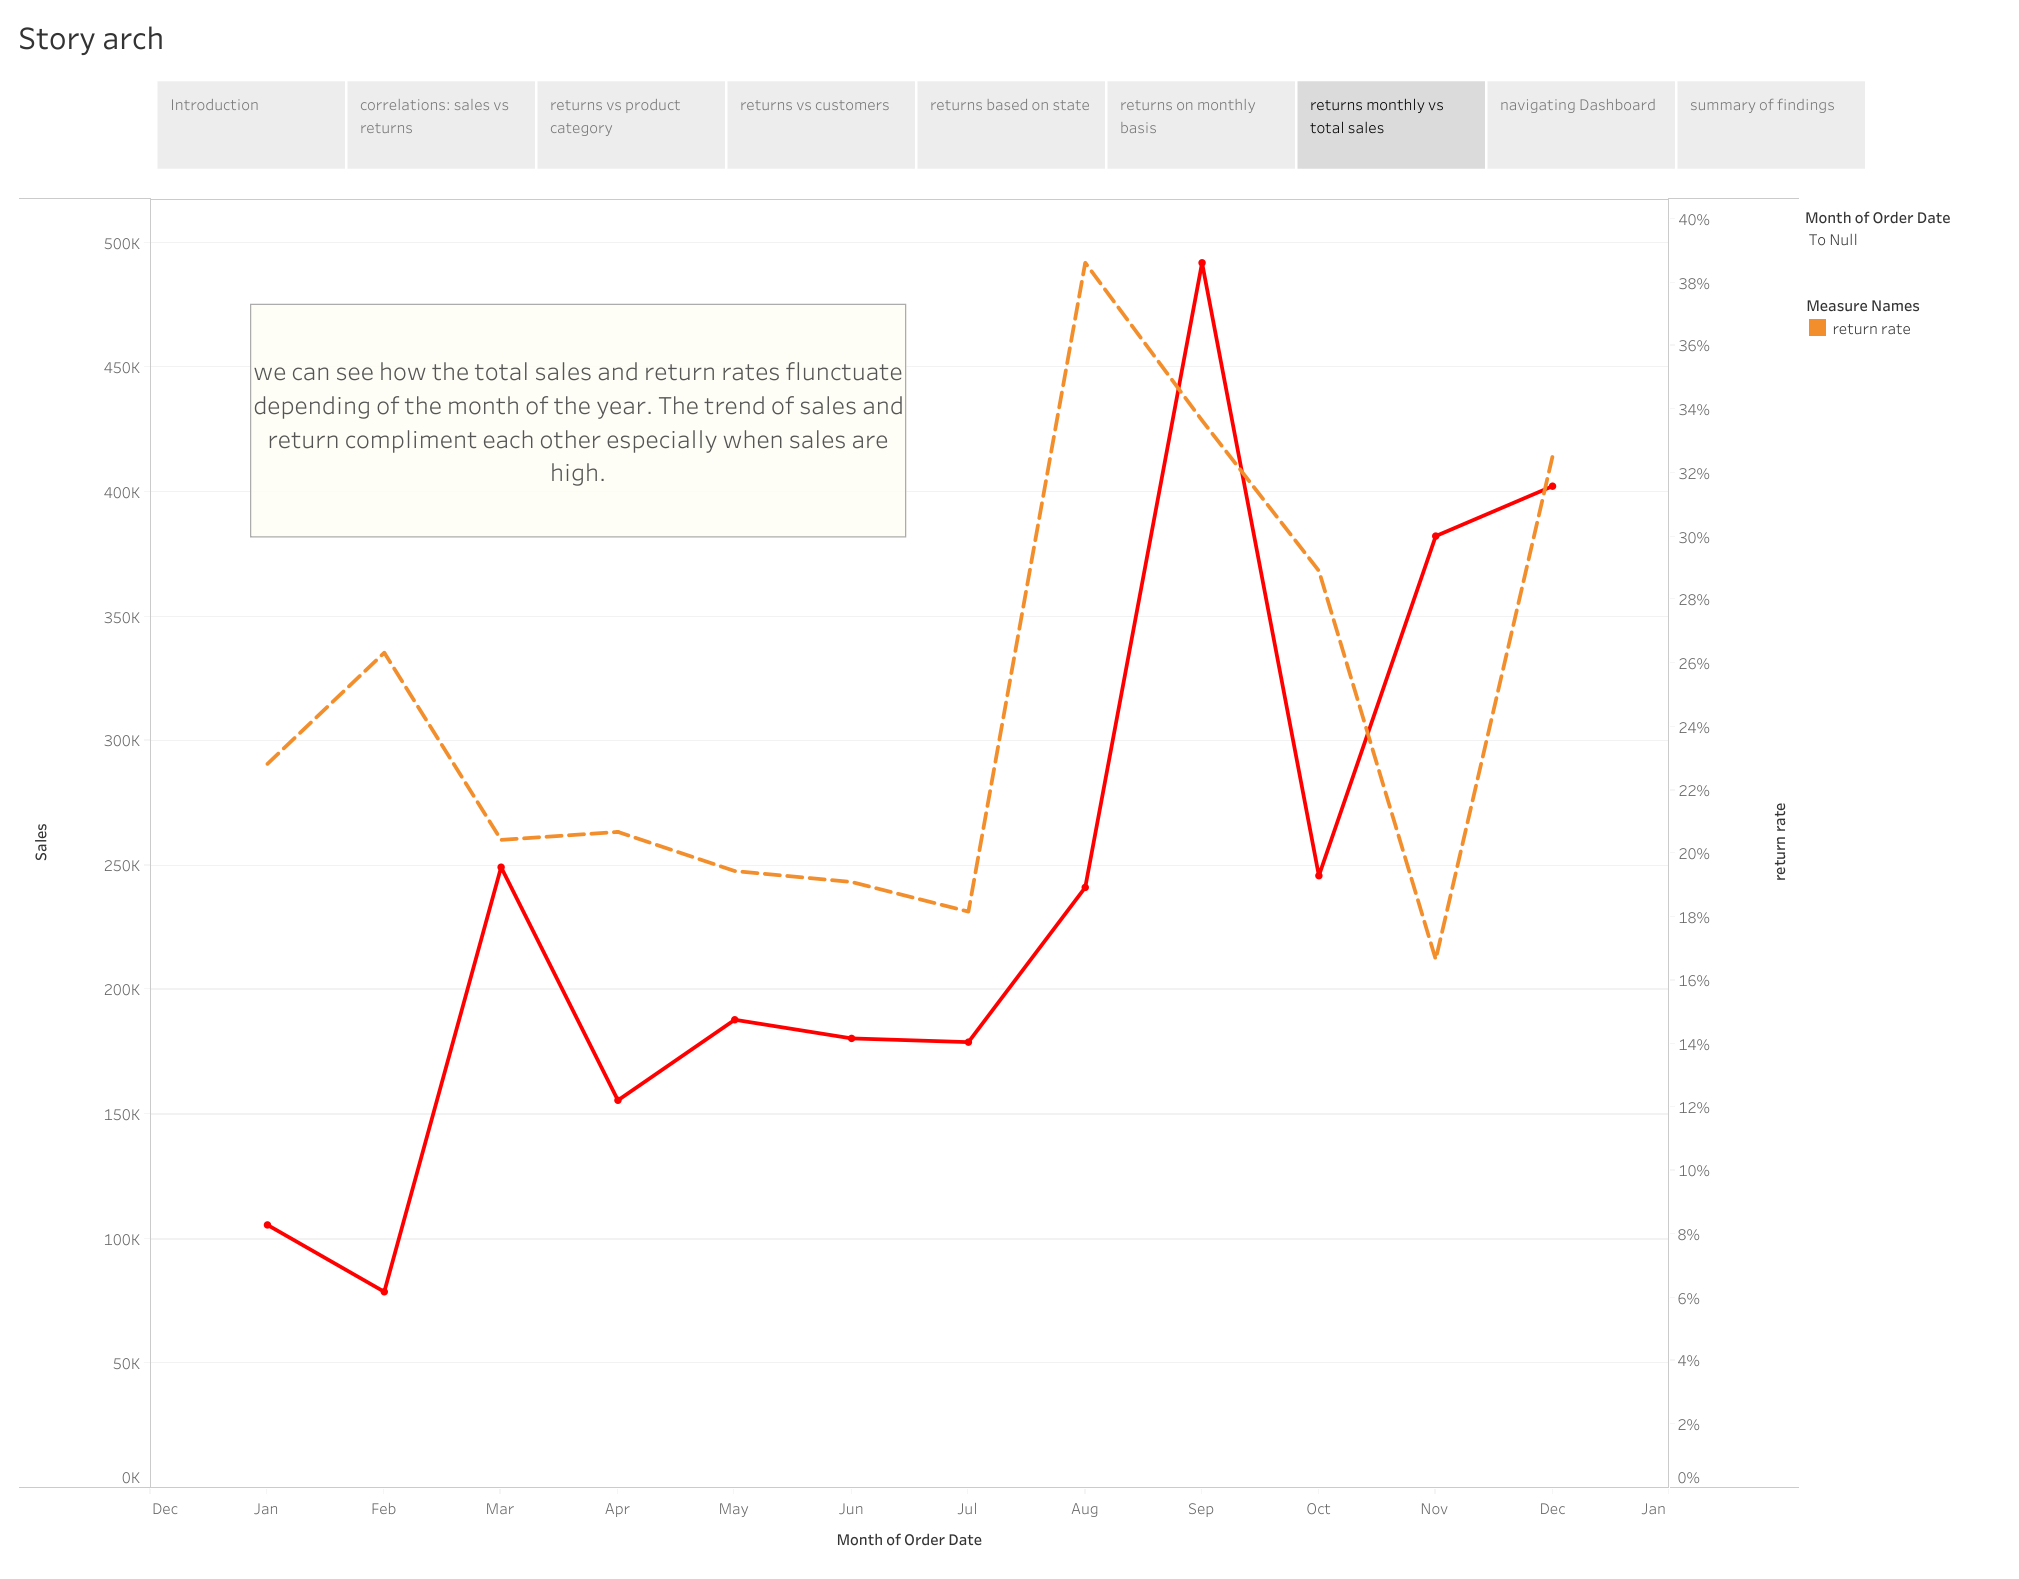 Story arch
Introduction
correlations: sales vs
returns
returns vs product
category
returns vs customers
returns based on state
returns on monthly
basis
returns monthly vs
total sales
navigating Dashboard
summary of findings
500K
450K
400K
350K
300K
250K
200K
150K
100K
50K
0K
Sales
we can see how the total sales and return rates flunctuate
depending of the month of the year. The trend of sales and
return compliment each other especially when sales are
high.
40%
38%
36%
34%
32%
30%
28%
26%
24%
22%
20%
18%
16%
14%
12%
10%
8%
6%
4%
2%
0%
return rate
Month of Order Date
To Null
Measure Names
return rate
Dec
Jan
Feb
Mar
Apr
May
Jun
Jul
Aug
Sep
Oct
Nov
Dec
Jan
Month of Order Date